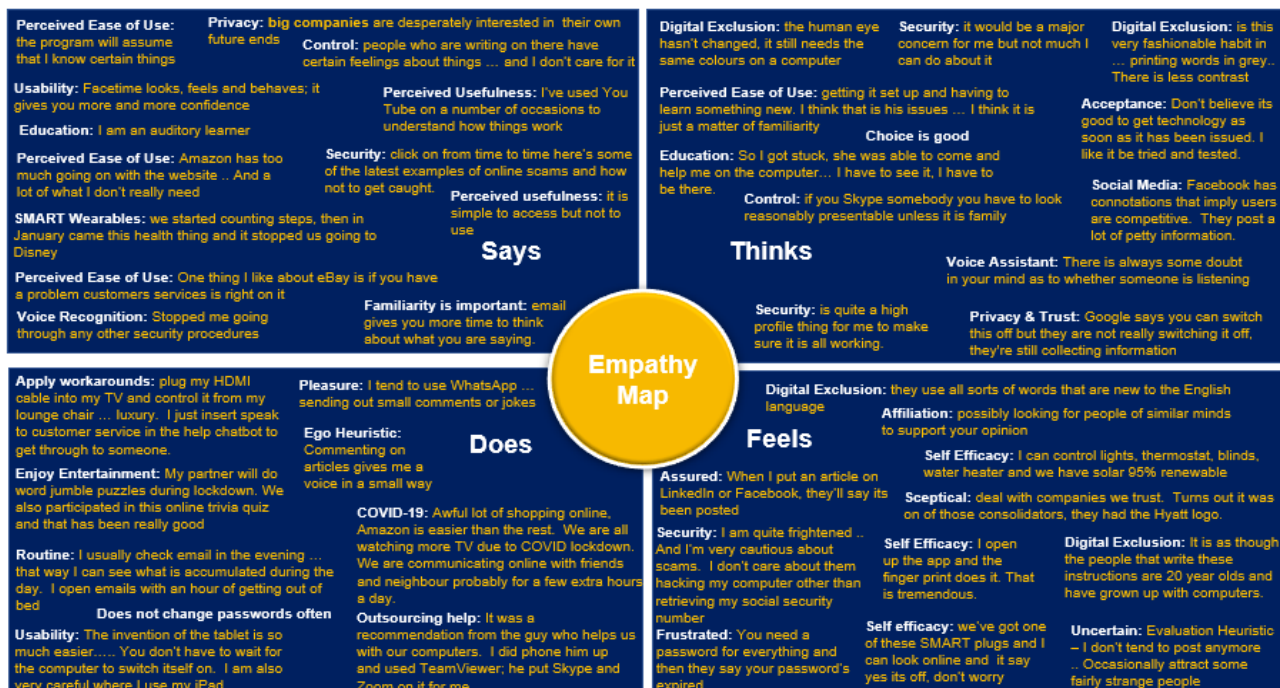 Perceived Ease of Use:
the program will assume
that I know certain things
Privacy: big companies are desperately interested in their own
future ends
Control: people who are writing on there have
certain feelings about things ... and I don't care for it
Usability: Facetime looks, feels and behaves; it
gives you more and more confidence
Perceived Usefulness: I've used You
Tube on a number of occasions to
understand how things work
Education: I am an auditory learner
Perceived Ease of Use: Amazon has too
much going on with the website .. And a
lot of what I don't really need
Security: click on from time to time here's some
of the latest examples of online scams and how
not to get caught.
Perceived usefulness: it is
simple to access but not to
use
SMART Wearables: we started counting steps, then in
January came this health thing and it stopped us going to
Disney
Says
Perceived Ease of Use: One thing I like about eBay is if you have
a problem customers services is right on it
Voice Recognition: Stopped me going
through any other security procedures
Familiarity is important: email
gives you more time to think
about what you are saying.
Digital Exclusion: the human eye
hasn't changed, it still needs the
same colours on a computer
Security: it would be a major
concern for me but not much I
can do about it
Digital Exclusion: is this
very fashionable habit in
... printing words in grey..
There is less contrast
Perceived Ease of Use: getting it set up and having to
learn something new. I think that is his issues ... I think it is
just a matter of familiarity
Choice is good
Acceptance: Don't believe its
good to get technology as
soon as it has been issued. I
like it be tried and tested.
Education: So I got stuck, she was able to come and
help me on the computer... I have to see it, I have to
be there.
Control: if you Skype somebody you have to look
reasonably presentable unless it is family
Social Media: Facebook has
connotations that imply users
are competitive. They post a
lot of petty information.
Thinks
Voice Assistant: There is always some doubt
in your mind as to whether someone is listening
Security: is quite a high
profile thing for me to make
sure it is all working.
Privacy & Trust: Google says you can switch
this off but they are not really switching it off,
they're still collecting information
Empathy
Map
Apply workarounds: plug my HDMI
cable into my TV and control it from my
lounge chair ... luxury. I just insert speak
to customer service in the help chatbot to
get through to someone.
Pleasure: I tend to use WhatsApp ...
sending out small comments or jokes
Ego Heuristic:
Commenting on
articles gives me a
voice in a small way
Does
Enjoy Entertainment: My partner will do
word jumble puzzles during lockdown. We
also participated in this online trivia quiz
and that has been really good
COVID-19: Awful lot of shopping online,
Amazon is easier than the rest. We are all
watching more TV due to COVID lockdown.
We are communicating online with friends
and neighbour probably for a few extra hours
a day.
Routine: I usually check email in the evening ...
that way I can see what is accumulated during the
day. I open emails with an hour of getting out of
bed
Does not change passwords often
Usability: The invention of the tablet is so
much easier..... You don't have to wait for
the computer to switch itself on. I am also
very careful where I use my iPad
Outsourcing help: It was a
recommendation from the guy who helps us
with our computers. I did phone him up
and used TeamViewer; he put Skype and
Zoom on it for me
Digital Exclusion: they use all sorts of words that are new to the English
language
Affiliation: possibly looking for people of similar minds
to support your opinion
Feels
Self Efficacy: I can control lights, thermostat, blinds,
water heater and we have solar 95% renewable
Assured: When I put an article on
LinkedIn or Facebook, they'll say its
been posted
Sceptical: deal with companies we trust. Turns out it was
on of those consolidators, they had the Hyatt logo.
Security: I am quite frightened ..
And I'm very cautious about
scams. I don't care about them
hacking my computer other than
retrieving my social security
number
Self Efficacy: I open
up the app and the
finger print does it. That
is tremendous.
Digital Exclusion: It is as though
the people that write these
instructions are 20 year olds and
have grown up with computers.
Frustrated: You need a
password for everything and
then they say your password's
expired
Self efficacy: we've got one
of these SMART plugs and I
can look online and it say
yes its off, don't worry
Uncertain: Evaluation Heuristic
– I don't tend to post anymore
.. Occasionally attract some
fairly strange people